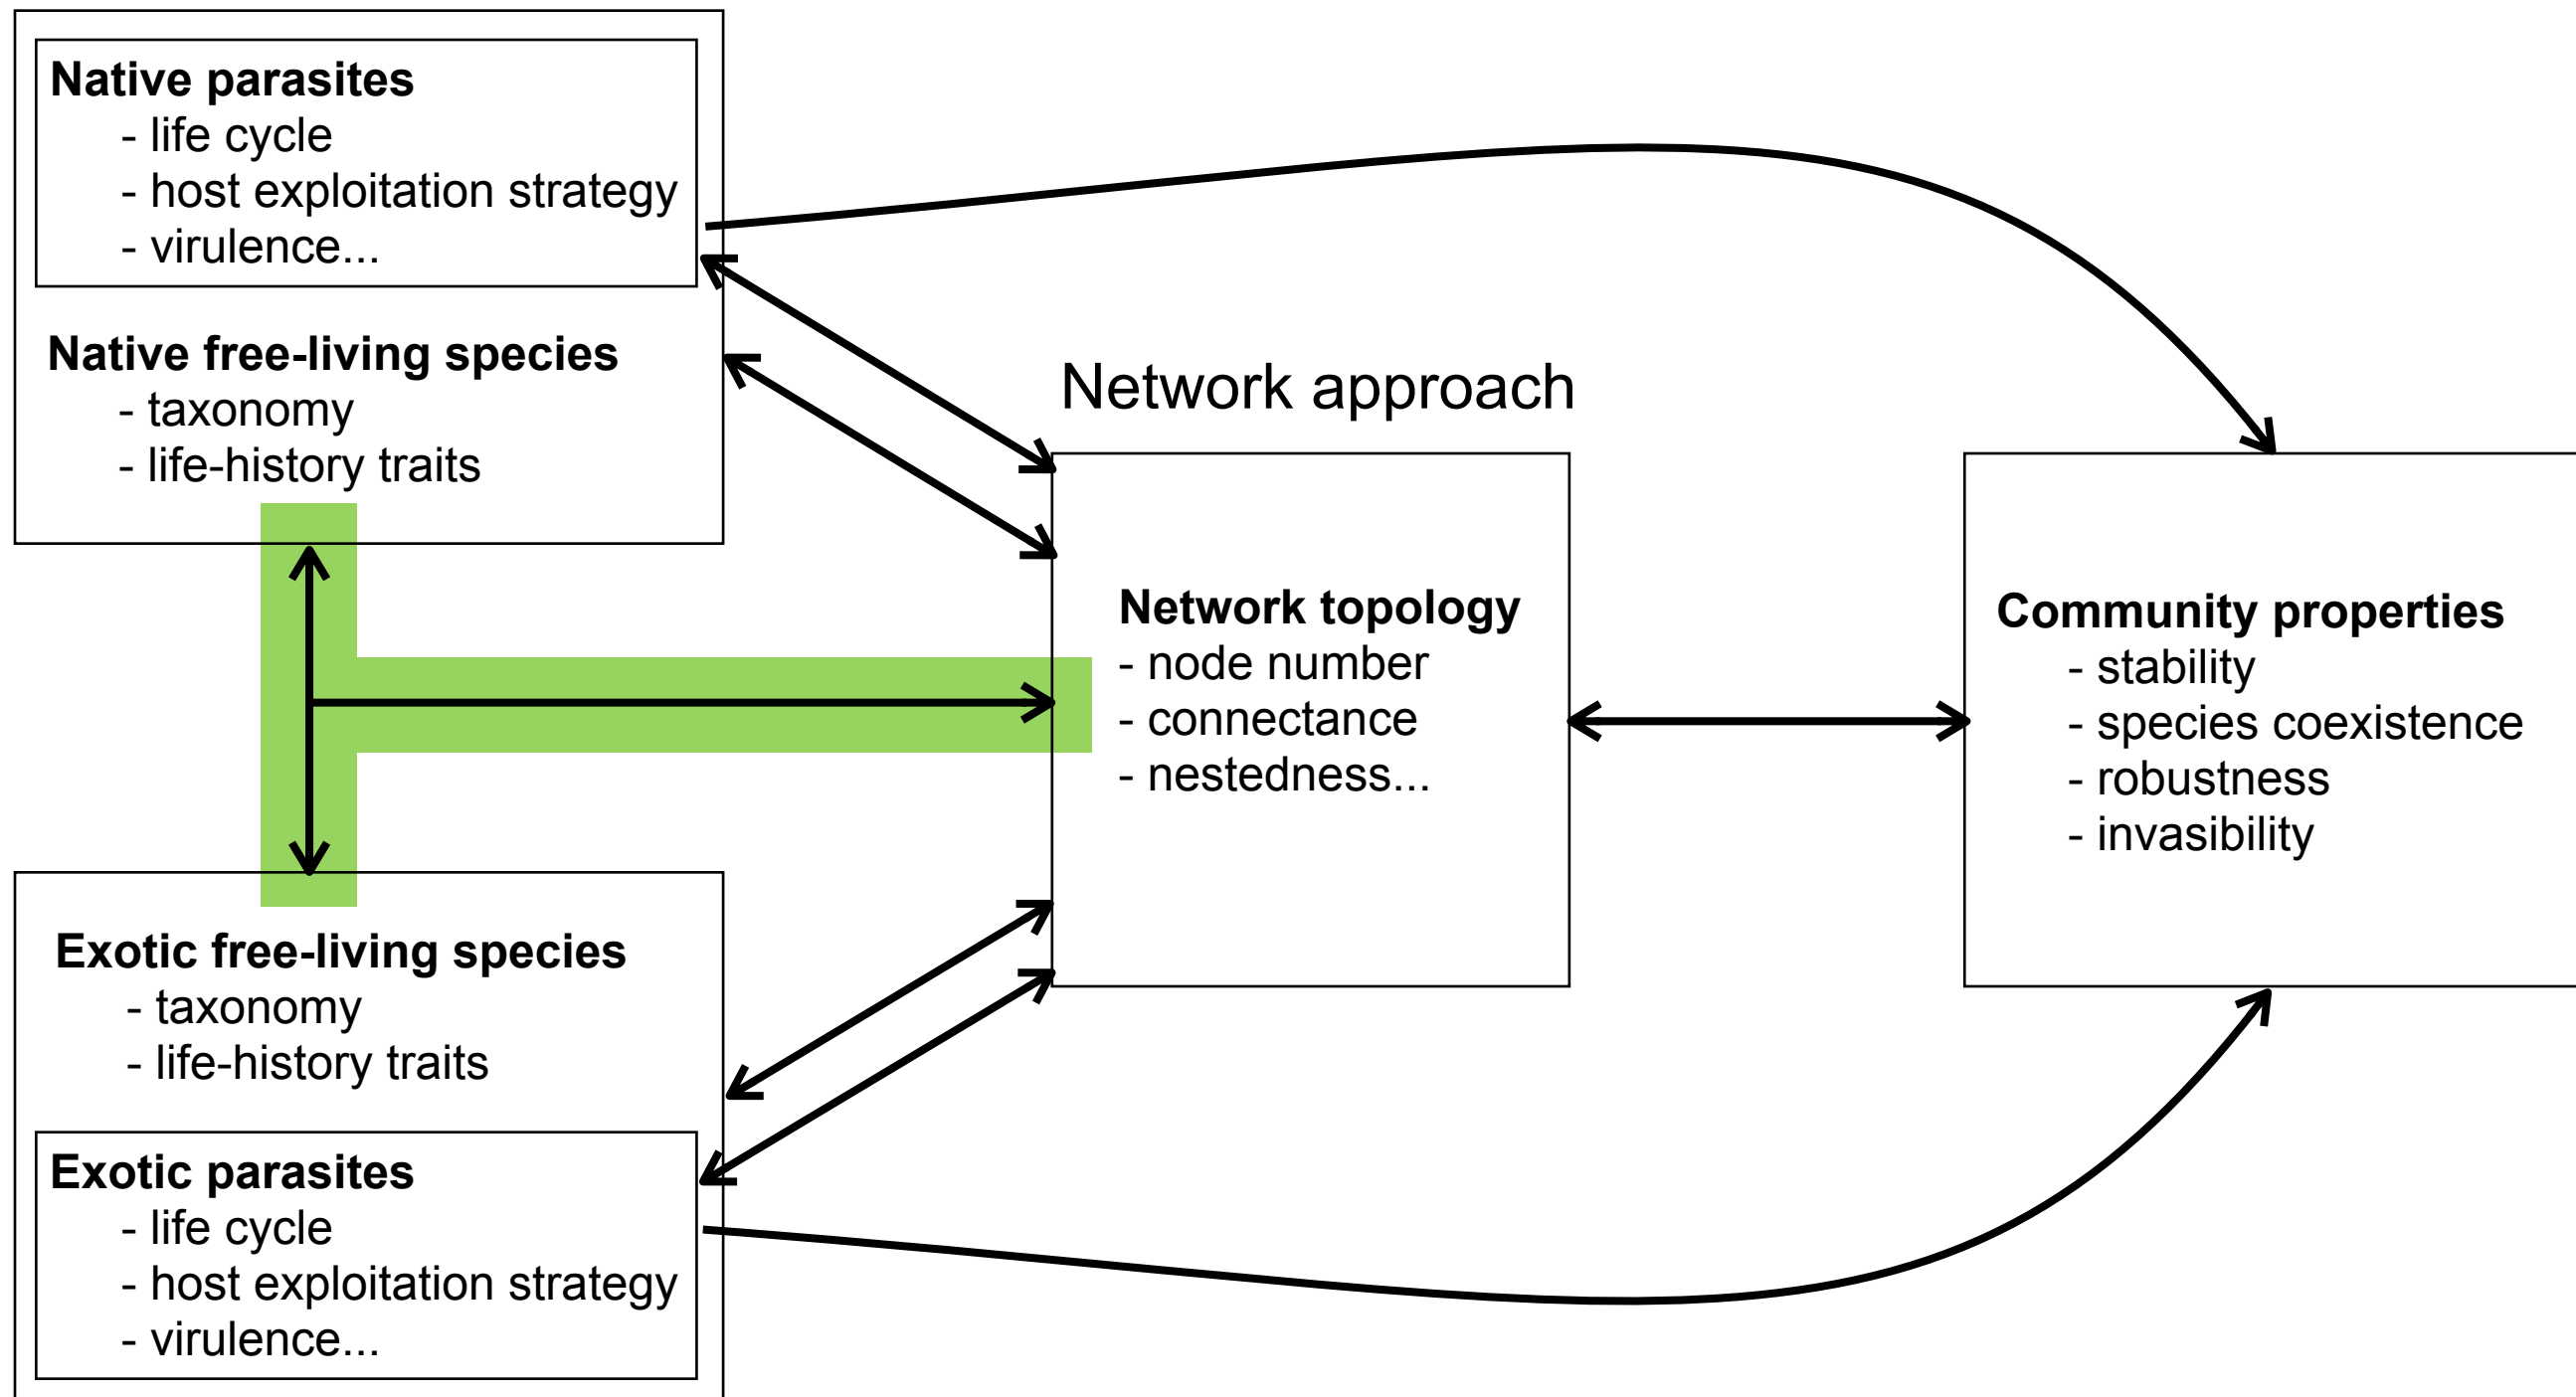 Native parasites
- life cycle
- host exploitation strategy
- virulence...
Native free-living species
- taxonomy
- life-history traits
Network approach
Network topology
- node number
- connectance
- nestedness...
Community properties
- stability
- species coexistence
- robustness
- invasibility
Exotic free-living species
- taxonomy
- life-history traits
Exotic parasites
- life cycle
- host exploitation strategy
- virulence...